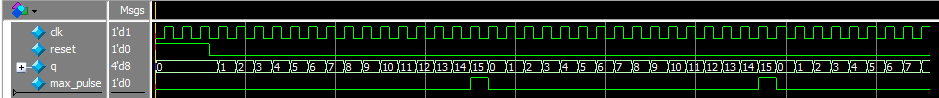 Msgs
clk 1'd1
reset 1'd0
q 4'd8 0 1 2 3 4 5 6 7 8 9 10 11 12 13 14 15 0 1 2 3 4 5 6 7 8 9 10 11 12 13 14 15 0 1 2 3 4 5 6 7
max_pulse 1'd0